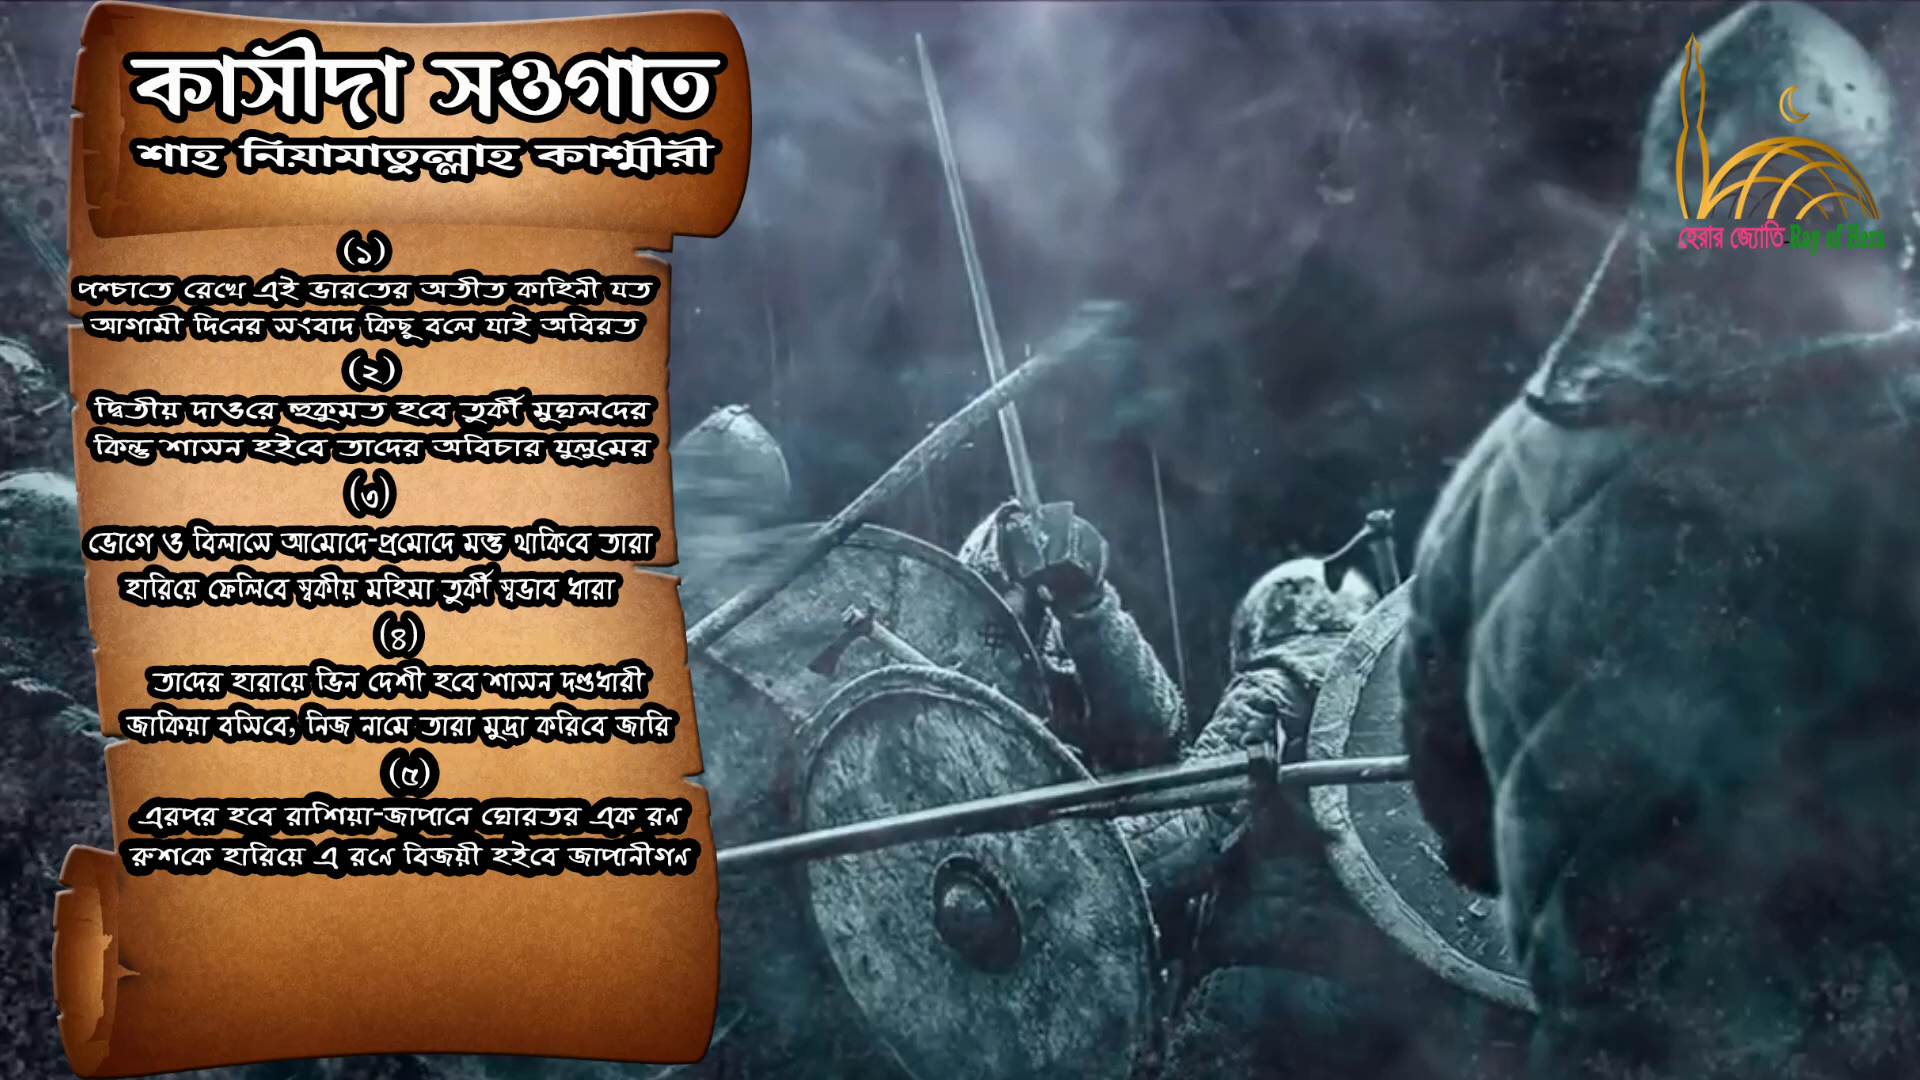 কাসীদা সওগাত
শাহ নিয়ামাতুল্লাহ কাশ্মীরী
(১)
পশ্চাতে রেখে এই ভারতের অতীত কাহিনী যত
আগামী দিনের সংবাদ কিছু বলে যাই অবিরত
(২)
দ্বিতীয় দাওরে হুকুমত হবে তুর্কী মুঘলদের
কিন্তু শাসন হইবে তাদের অবিচার যুলুমের
(৩)
ভোগে ও বিলাসে আমোদে-প্রমোদে মত্ত থাকিবে তারা
হারিয়ে ফেলিবে স্বকীয় মহিমা তুর্কী স্বভাব ধারা
(৪)
তাদের হারায়ে ভিন দেশী হবে শাসন দণ্ডধারী
জাকিয়া বসিবে, নিজ নামে তারা মুদ্রা করিবে জারি
(৫)
এরপর হবে রাশিয়া-জাপানে ঘোরতর এক রণ
রুশকে হারিয়ে এ রণে বিজয়ী হইবে জাপানীগণ
হেরার জ্যোতি-Ray of Hera